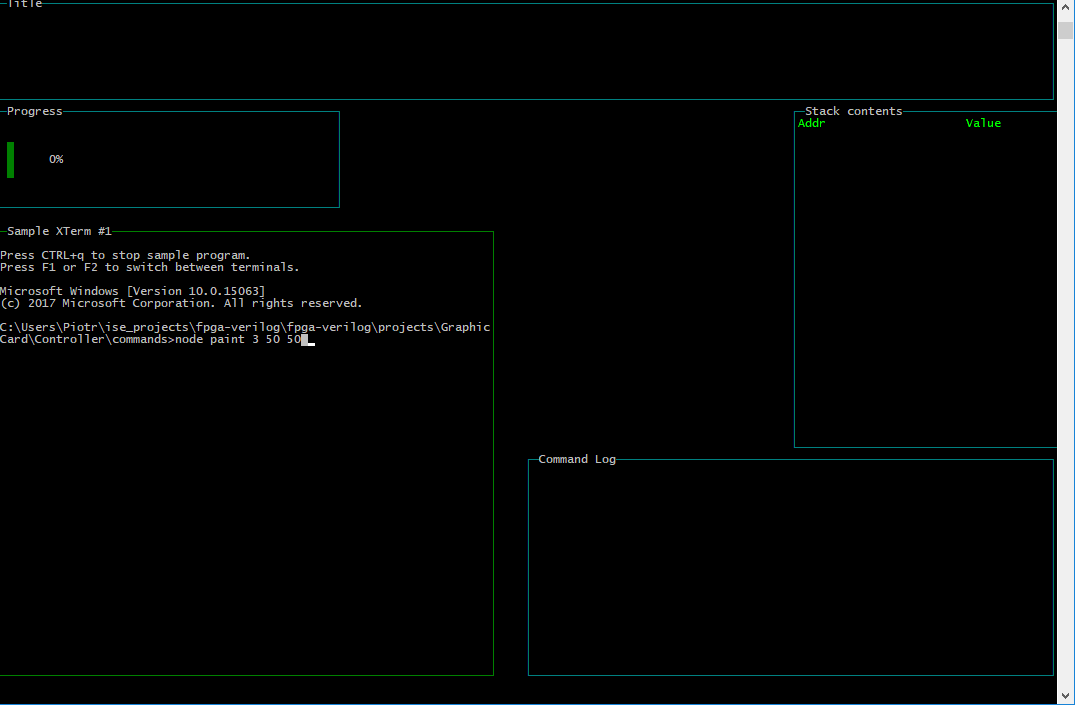 Title
Progress
Stack contents
Addr Value
0%
Sample XTerm #1
Press CTRL+q to stop sample program.
Press F1 or F2 to switch between terminals.
Microsoft Windows [Version 10.0.15063]
(c) 2017 Microsoft Corporation. All rights reserved.
C:\Users\Piotr\ise_projects\fpga-verilog\fpga-verilog\projects\Graphic
Card\Controller\commands>node paint 3 50 50
Command Log